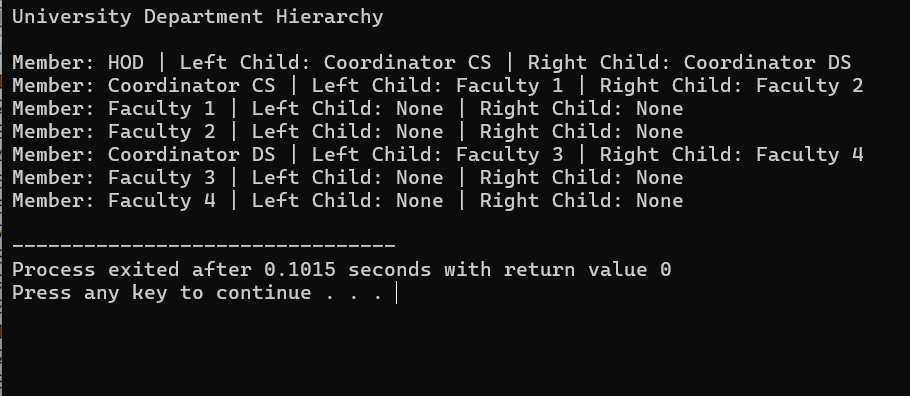 University Department Hierarchy
Member: HOD | Left Child: Coordinator CS | Right Child: Coordinator DS
Member: Coordinator CS | Left Child: Faculty 1 | Right Child: Faculty 2
Member: Faculty 1 | Left Child: None | Right Child: None
Member: Faculty 2 | Left Child: None | Right Child: None
Member: Coordinator DS | Left Child: Faculty 3 | Right Child: Faculty 4
Member: Faculty 3 | Left Child: None | Right Child: None
Member: Faculty 4 | Left Child: None | Right Child: None
--------------------------------
Process exited after 0.1015 seconds with return value 0
Press any key to continue . . .